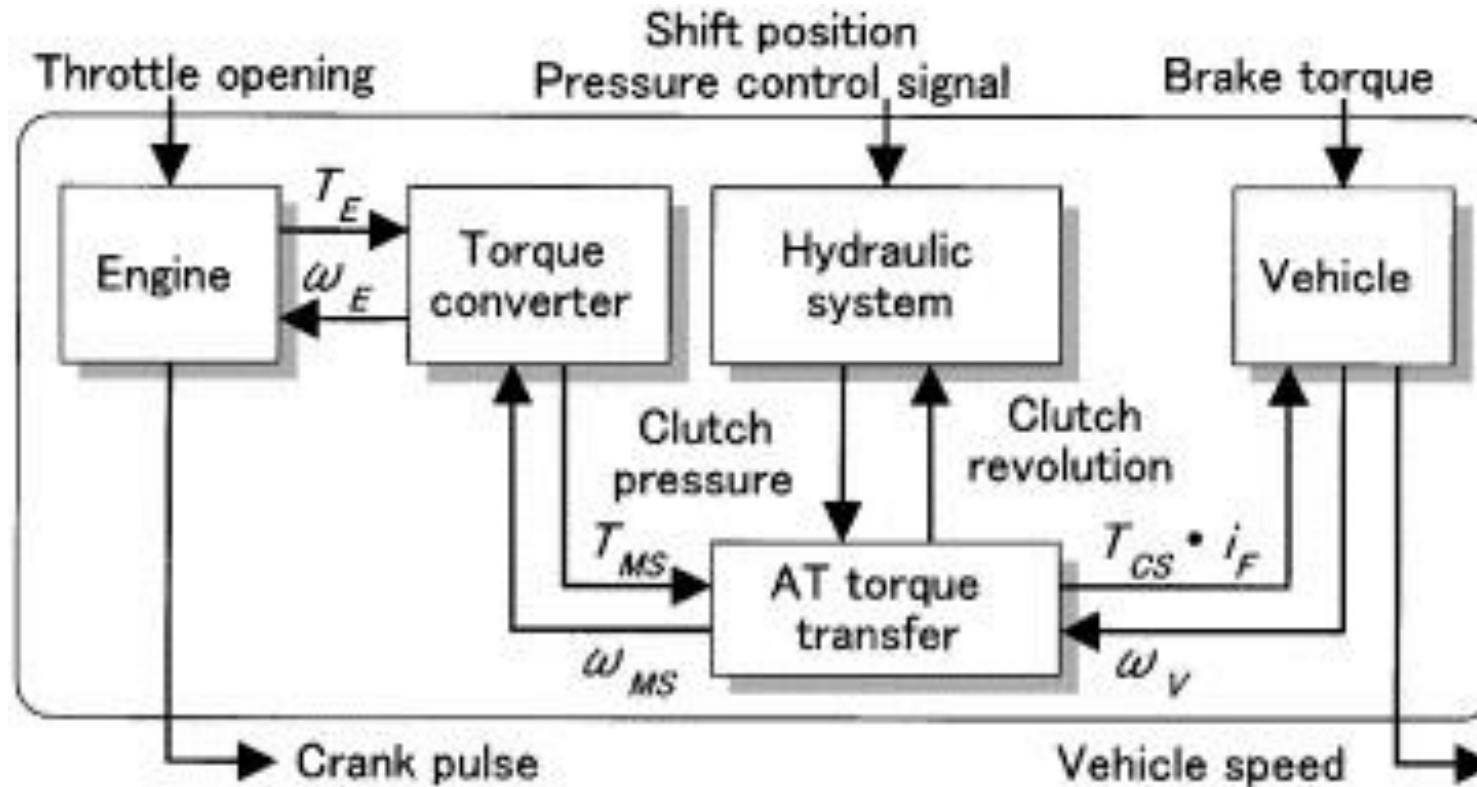 Shift position
Throttle opening
Pressure control signal
Brake torque
T_E
Engine
ω_E
Torque
converter
Hydraulic
system
Vehicle
Clutch
pressure
Clutch
revolution
T_MS
ω_MS
AT torque
transfer
T_CS • i_F
ω_V
Crank pulse
Vehicle speed